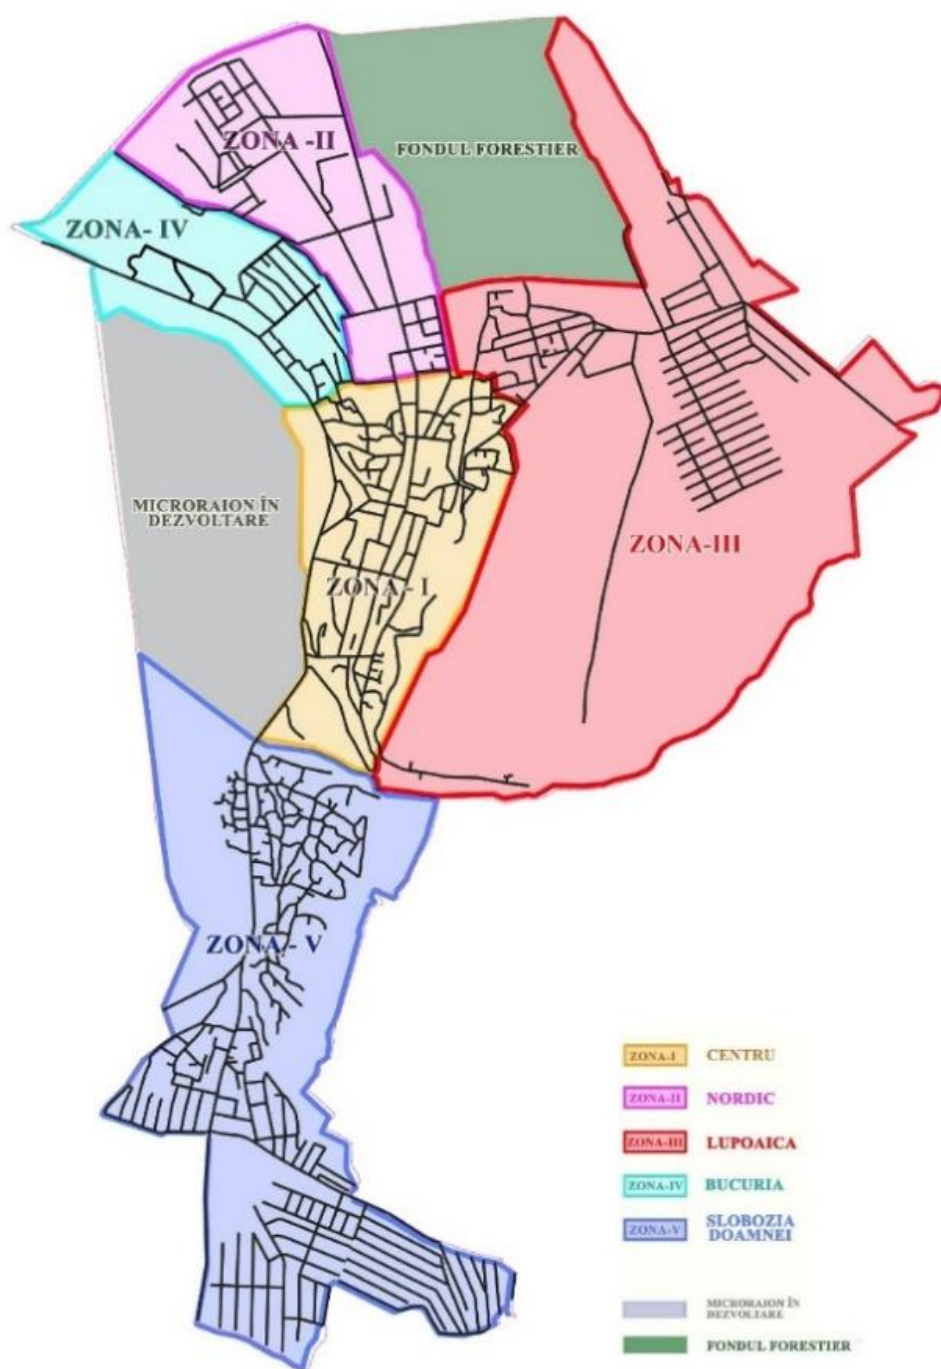 ZONA -II
FONDUL FORESTIER
ZONA- IV
MICRORAION ÎN
DEZVOLTARE
ZONA-III
ZONA- I
ZONA- V
ZONA-I CENTRU
ZONA-II NORDIC
ZONA-III LUPOAICA
ZONA-IV BUCURIA
ZONA-V SLOBOZIA
DOAMNEI
MICRORAION ÎN
DEZVOLTARE
FONDUL FORESTIER